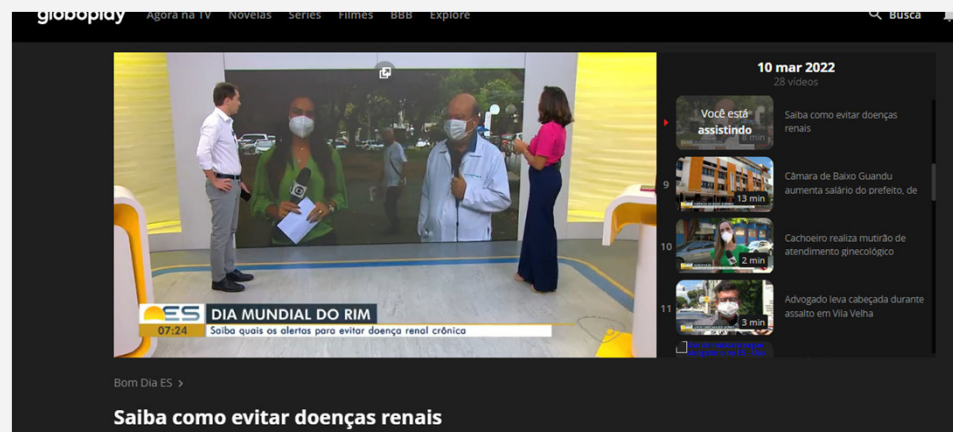 globoplay Agora na TV Novelas Séries Filmes BBB Explore Busca
10 mar 2022
28 vídeos
Você está
assistindo
8 min
Saiba como evitar doenças
renais
9
13 min
Câmara de Baixo Guandu
aumenta salário do prefeito, de
10
2 min
Cachoeiro realiza mutirão de
atendimento ginecológico
11
3 min
Advogado leva cabeçada durante
assalto em Vila Velha
ES
DIA MUNDIAL DO RIM
07:24
Saiba quais os alertas para evitar doença renal crônica
Bom Dia ES >
Saiba como evitar doenças renais